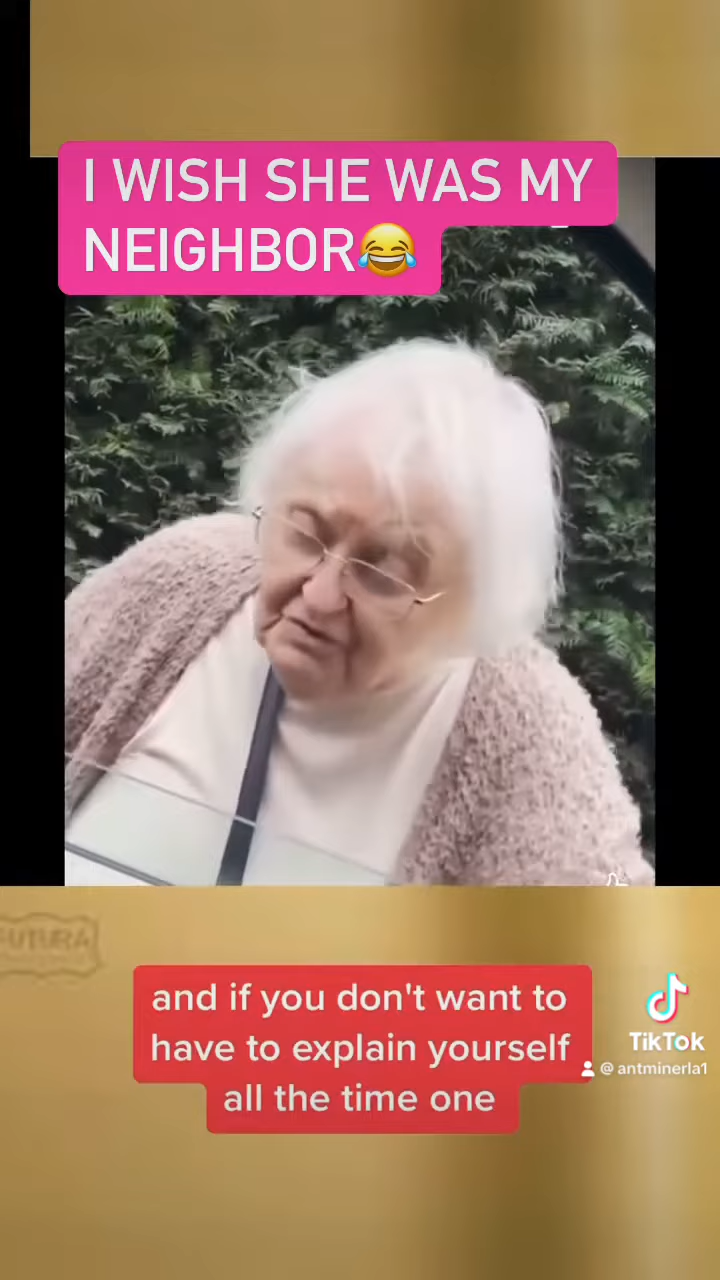 I WISH SHE WAS MY
NEIGHBOR😂
FUTURA
and if you don't want to
have to explain yourself
all the time one
TikTok
@ antminerla1